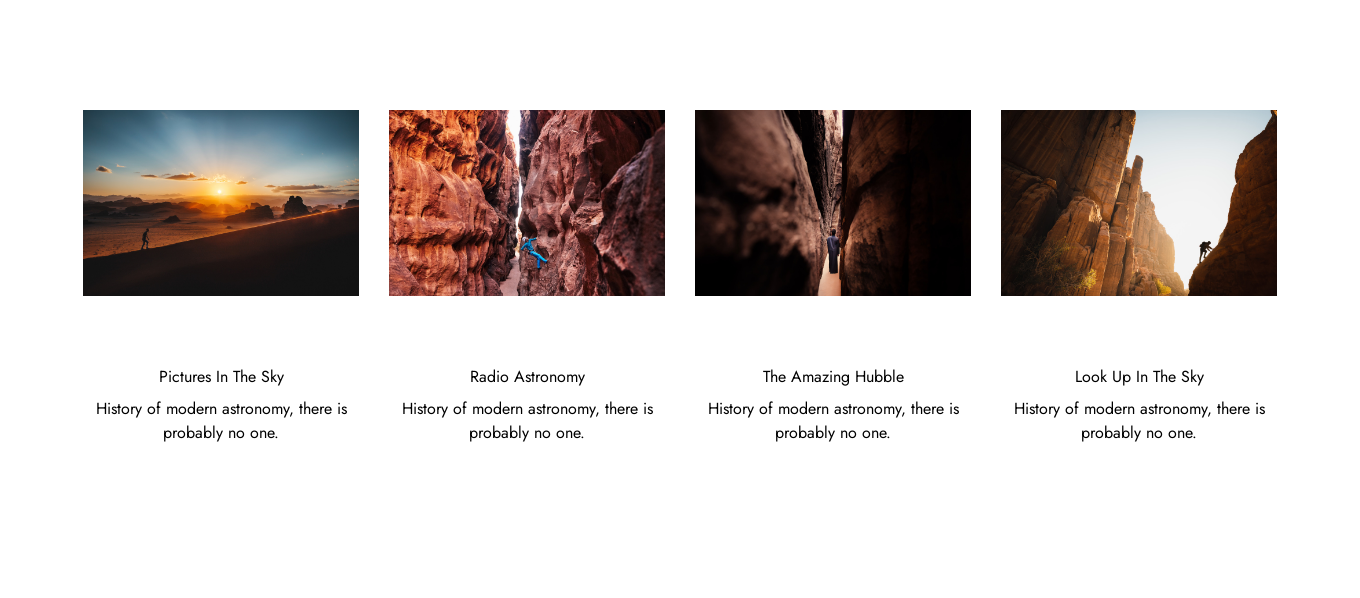 Pictures In The Sky
History of modern astronomy, there is
probably no one.
Radio Astronomy
History of modern astronomy, there is
probably no one.
The Amazing Hubble
History of modern astronomy, there is
probably no one.
Look Up In The Sky
History of modern astronomy, there is
probably no one.